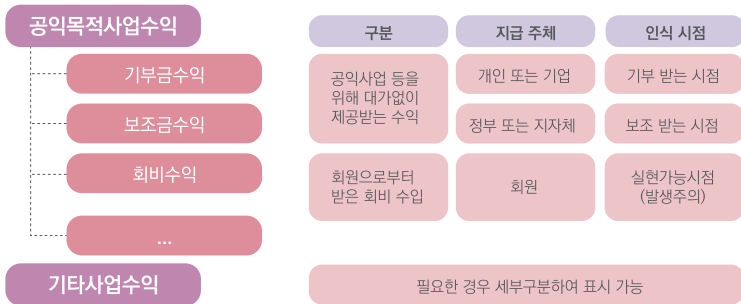 공익목적사업수익
구분
지급 주체
인식 시점
기부금수익
공익사업 등을
위해 대가없이
제공받는 수익
개인 또는 기업
기부 받는 시점
보조금수익
정부 또는 지자체
보조 받는 시점
회비수익
회원으로부터
받은 회비 수입
회원
실현가능시점
(발생주의)
...
기타사업수익
필요한 경우 세부구분하여 표시 가능